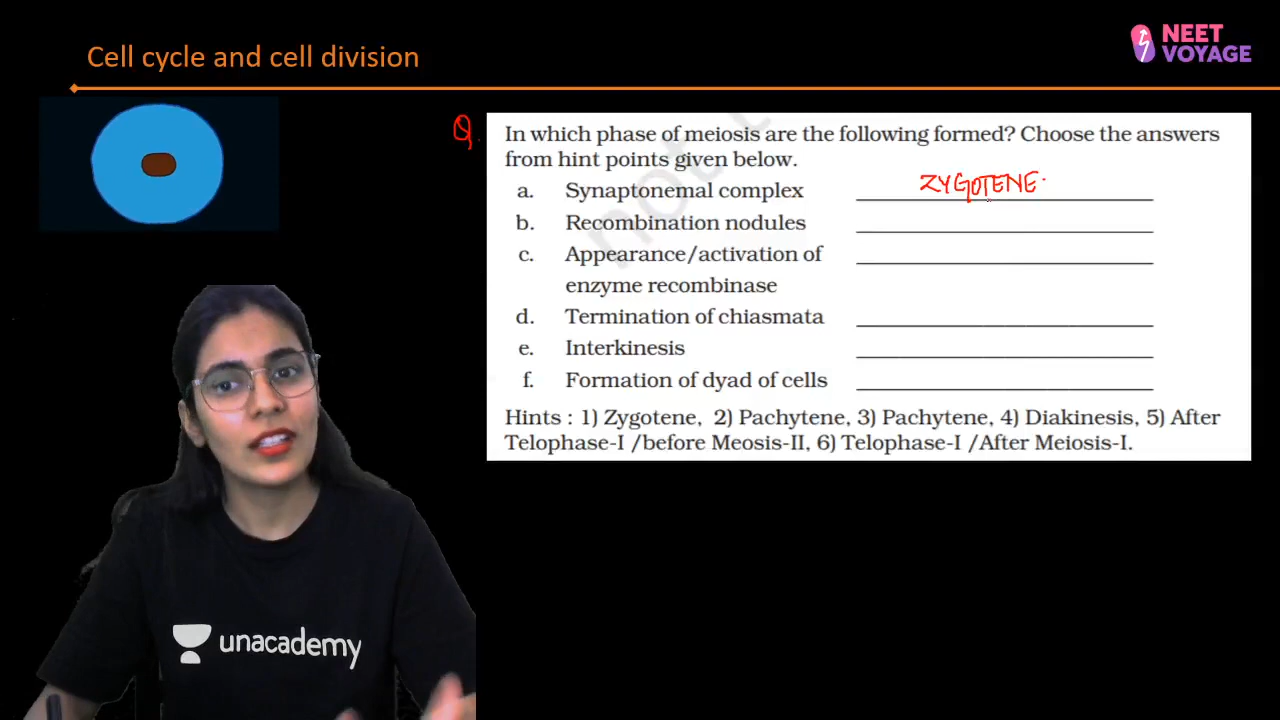 Cell cycle and cell division
NEET
VOYAGE
Q.
In which phase of meiosis are the following formed? Choose the answers
from hint points given below.
a. Synaptonemal complex ZYGOTENE
b. Recombination nodules
c. Appearance/activation of
enzyme recombinase
d. Termination of chiasmata
e. Interkinesis
f. Formation of dyad of cells
Hints : 1) Zygotene, 2) Pachytene, 3) Pachytene, 4) Diakinesis, 5) After
Telophase-I /before Meosis-II, 6) Telophase-I /After Meiosis-I.
not t
unacademy